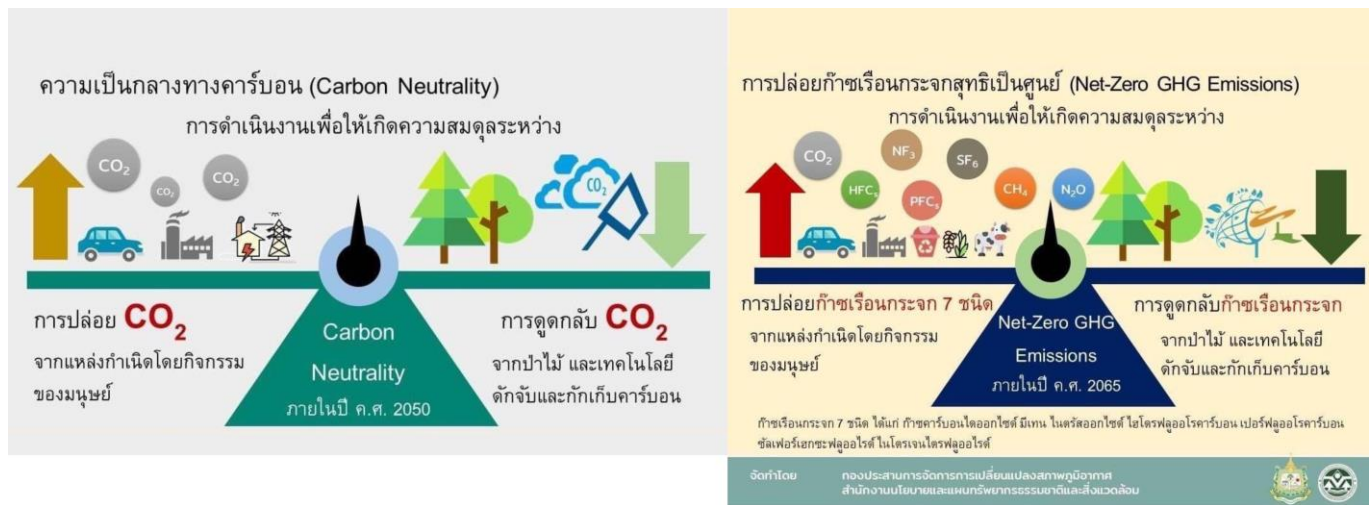 ความเป็นกลางทางคาร์บอน (Carbon Neutrality)
การดำเนินงานเพื่อให้เกิดความสมดุลระหว่าง
CO₂
CO₂
CO₂
CO₂
การปล่อย CO₂
จากแหล่งกำเนิดโดยกิจกรรม
ของมนุษย์
Carbon
Neutrality
ภายในปี ค.ศ. 2050
การดูดกลับ CO₂
จากป่าไม้ และเทคโนโลยี
ดักจับและกักเก็บคาร์บอน
การปล่อยก๊าซเรือนกระจกสุทธิเป็นศูนย์ (Net-Zero GHG Emissions)
การดำเนินงานเพื่อให้เกิดความสมดุลระหว่าง
CO₂
NF₃
SF₆
HFCₛ
PFCₛ
CH₄
N₂O
การปล่อยก๊าซเรือนกระจก 7 ชนิด
จากแหล่งกำเนิดโดยกิจกรรม
ของมนุษย์
Net-Zero GHG
Emissions
ภายในปี ค.ศ. 2065
การดูดกลับก๊าซเรือนกระจก
จากป่าไม้ และเทคโนโลยี
ดักจับและกักเก็บคาร์บอน
ก๊าซเรือนกระจก 7 ชนิด ได้แก่ ก๊าซคาร์บอนไดออกไซด์ มีเทน ไนตรัสออกไซด์ ไฮโดรฟลูออโรคาร์บอน เปอร์ฟลูออโรคาร์บอน
ซัลเฟอร์เฮกซะฟลูออไรด์ ไนโตรเจนไตรฟลูออไรด์
จัดทำโดย กองประสานการจัดการการเปลี่ยนแปลงสภาพภูมิอากาศ
สำนักงานนโยบายและแผนทรัพยากรธรรมชาติและสิ่งแวดล้อม